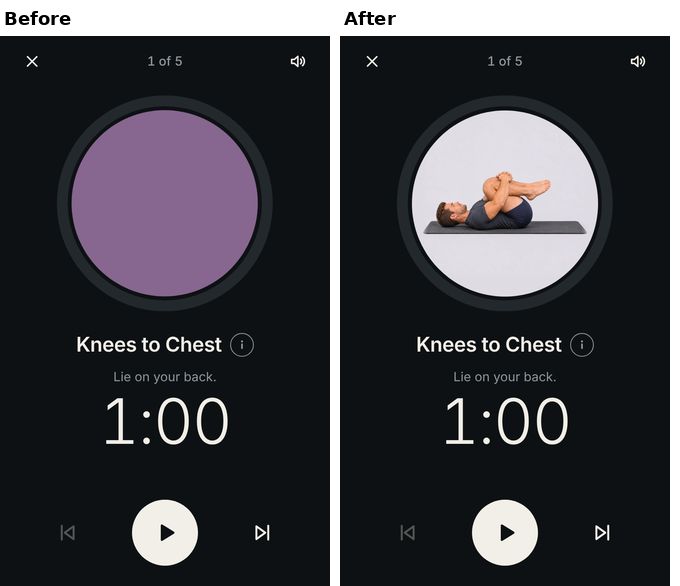 Before
After
1 of 5
Knees to Chest
Lie on your back.
1:00
1 of 5
Knees to Chest
Lie on your back.
1:00